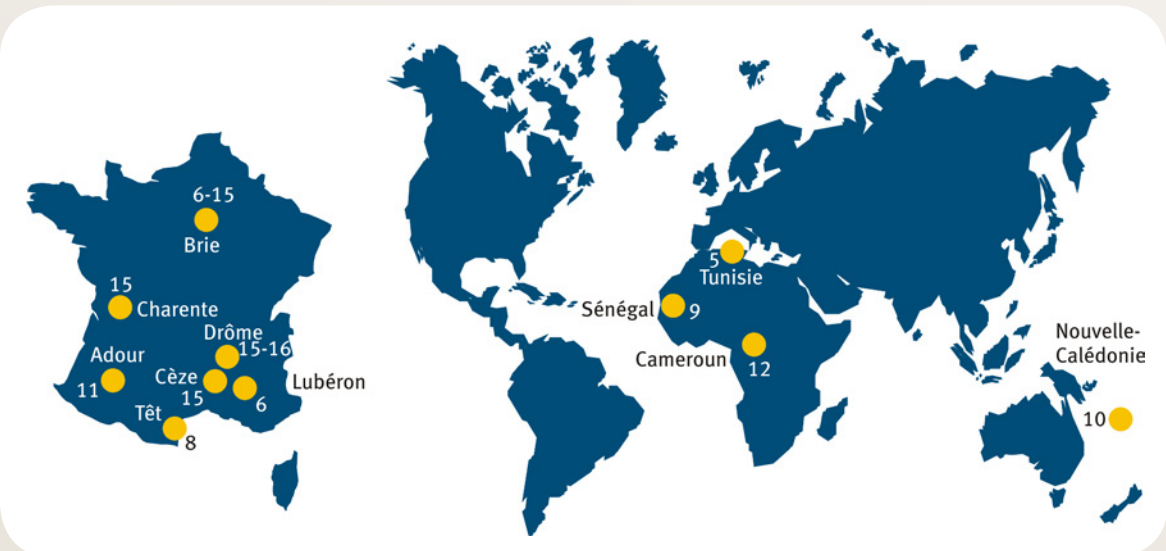 6-15
Brie
15
Charente
Drôme
15-16
Adour
11
Cèze
15
Lubéron
6
Têt
8
5
Tunisie
Sénégal
9
Cameroun
12
Nouvelle-
Calédonie
10